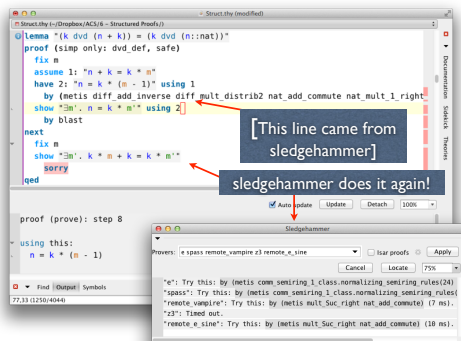 Struct.thy (modified)
Struct.thy (~/Dropbox/ACS/6 – Structured Proofs/)
lemma "(k dvd (n + k)) = (k dvd (n::nat))"
proof (simp only: dvd_def, safe)
fix m
assume 1: "n + k = k * m"
have 2: "n = k * (m - 1)" using 1
by (metis diff_add_inverse diff_mult_distrib2 nat_add_commute nat_mult_1_right
show "∃m'. n = k * m'" using 2
by blast
next
fix m
show "∃m'. k * m + k = k * m'"
sorry
qed
[This line came from
sledgehammer]
sledgehammer does it again!
Documentation
Sidekick
Theories
Auto update
Update
Detach
100%
proof (prove): step 8
using this:
n = k * (m - 1)
Find
Output
Symbols
77,33 (1250/4044)
Sledgehammer
Provers: e spass remote_vampire z3 remote_e_sine
Isar proofs
Apply
Cancel
Locate
75%
"e": Try this: by (metis comm_semiring_1_class.normalizing_semiring_rules(24)
"spass": Try this: by (metis comm_semiring_1_class.normalizing_semiring_rules(
"remote_vampire": Try this: by (metis mult_Suc_right nat_add_commute) (7 ms).
"z3": Timed out.
"remote_e_sine": Try this: by (metis mult_Suc_right nat_add_commute) (10 ms).